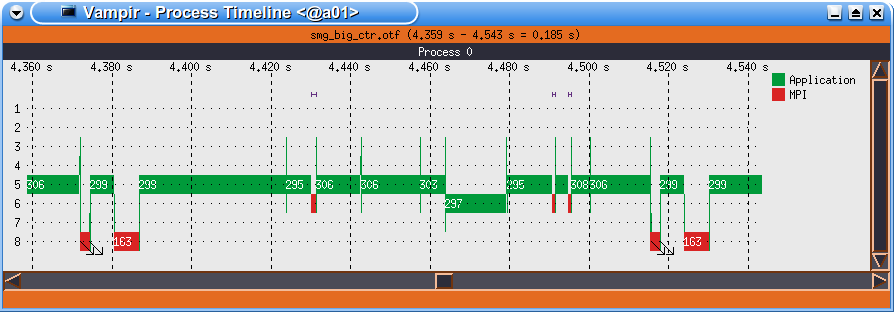 Vampir - Process Timeline <@a01>
smg_big_ctr.otf (4.359 s - 4.543 s = 0.185 s)
Process 0
4.360 s 4.380 s 4.400 s 4.420 s 4.440 s 4.460 s 4.480 s 4.500 s 4.520 s 4.540 s
Application
MPI
1
2
3
4
5 306 299 299 295 306 306 303 295 308 306 299 299
6 297
7
8 163 163